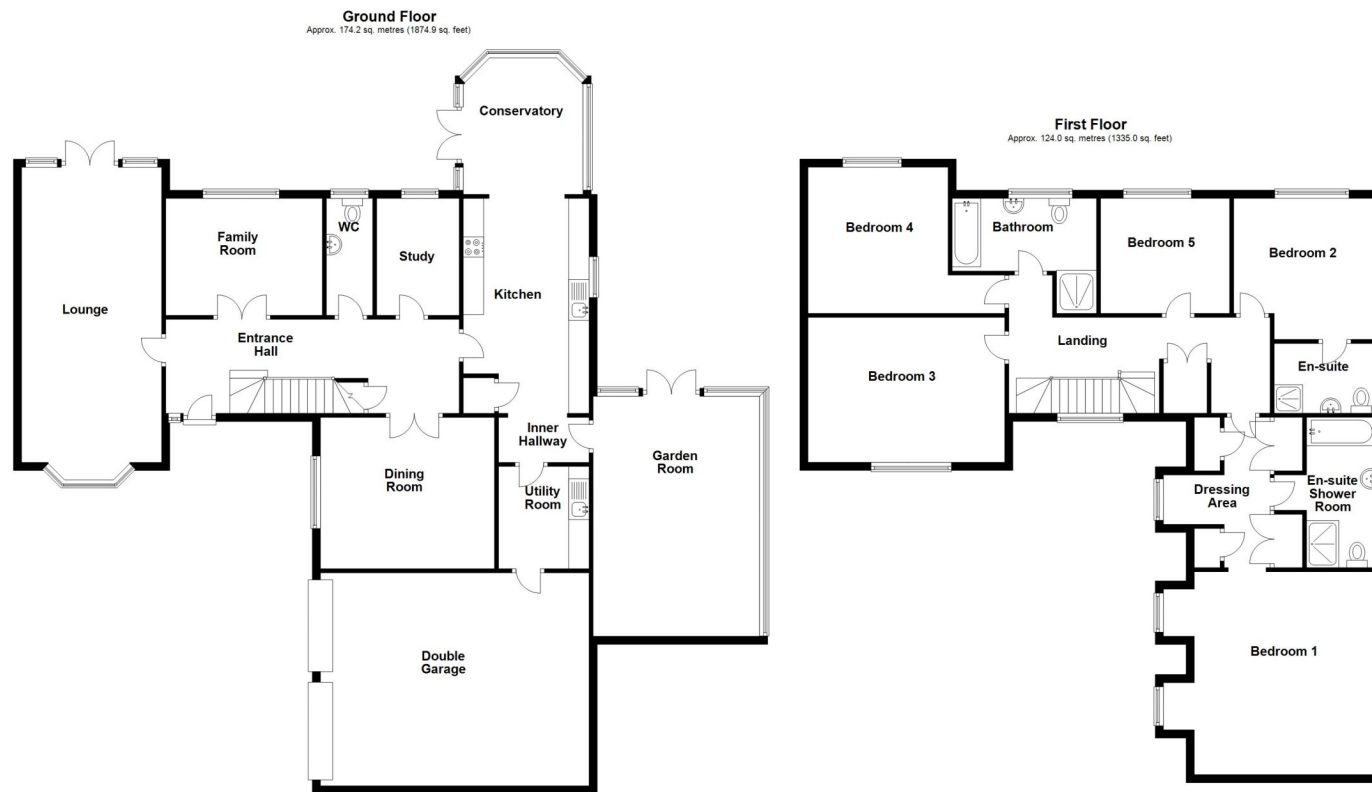 Ground Floor
Approx. 174.2 sq. metres (1874.9 sq. feet)
Conservatory
Family
Room
WC
Study
Lounge
Kitchen
Entrance
Hall
Inner
Hallway
Garden
Room
Dining
Room
Utility
Room
Double
Garage
First Floor
Approx. 124.0 sq. metres (1335.0 sq. feet)
Bedroom 4
Bathroom
Bedroom 5
Bedroom 2
Landing
Bedroom 3
En-suite
Dressing
Area
En-suite
Shower
Room
Bedroom 1